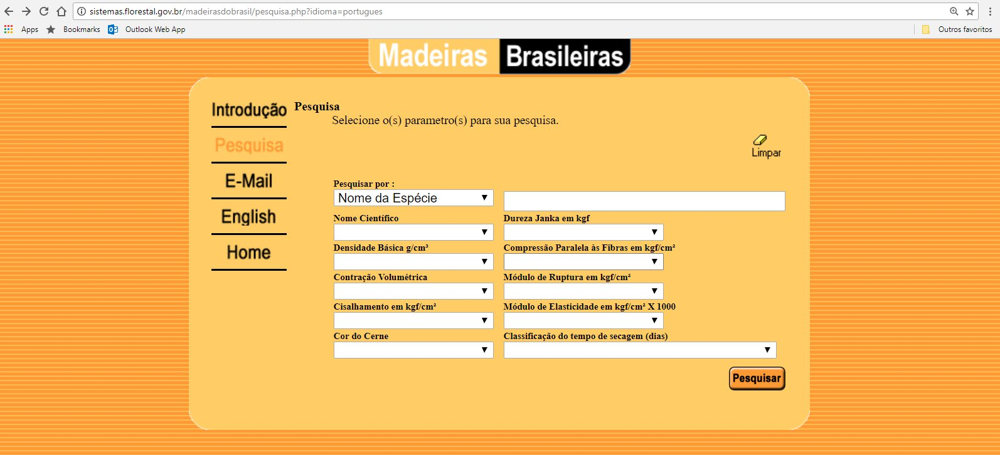 sistemas.florestal.gov.br/madeirasdobrasil/pesquisa.php?idioma=portugues
Apps Bookmarks Outlook Web App Outros favoritos
Madeiras Brasileiras
Introdução
Pesquisa
E-Mail
English
Home
Pesquisa
Selecione o(s) parametro(s) para sua pesquisa.
Limpar
Pesquisar por :
Nome da Espécie
Nome Científico Dureza Janka em kgf
Densidade Básica g/cm³ Compressão Paralela às Fibras em kgf/cm²
Contração Volumétrica Módulo de Ruptura em kgf/cm²
Cisalhamento em kgf/cm² Módulo de Elasticidade em kgf/cm² X 1000
Cor do Cerne Classificação do tempo de secagem (dias)
Pesquisar